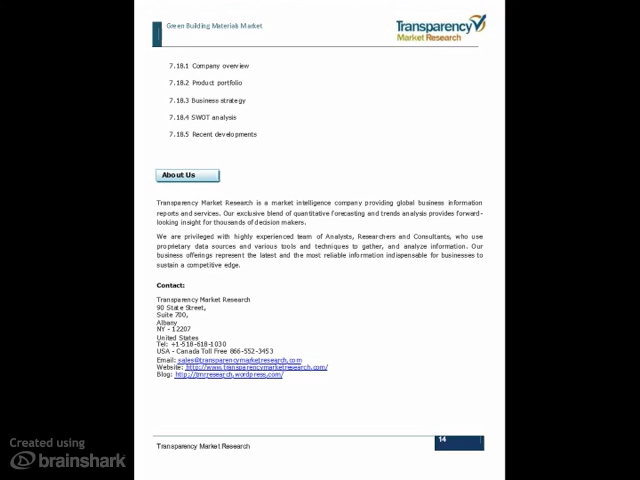 Green Building Materials Market
Transparency
Market Research
7.18.1 Company overview
7.18.2 Product portfolio
7.18.3 Business strategy
7.18.4 SWOT analysis
7.18.5 Recent developments
About Us
Transparency Market Research is a market intelligence company providing global business information
reports and services. Our exclusive blend of quantitative forecasting and trends analysis provides forward-
looking insight for thousands of decision makers.
We are privileged with highly experienced team of Analysts, Researchers and Consultants, who use
proprietary data sources and various tools and techniques to gather, and analyze information. Our
business offerings represent the latest and the most reliable information indispensable for businesses to
sustain a competitive edge.
Contact:
Transparency Market Research
90 State Street,
Suite 700,
Albany
NY - 12207
United States
Tel: +1-518-618-1030
USA - Canada Toll Free 866-552-3453
Email: sales@transparencymarketresearch.com
Website: http://www.transparencymarketresearch.com/
Blog: http://tmrresearch.wordpress.com/
Transparency Market Research
14
Created using
brainshark